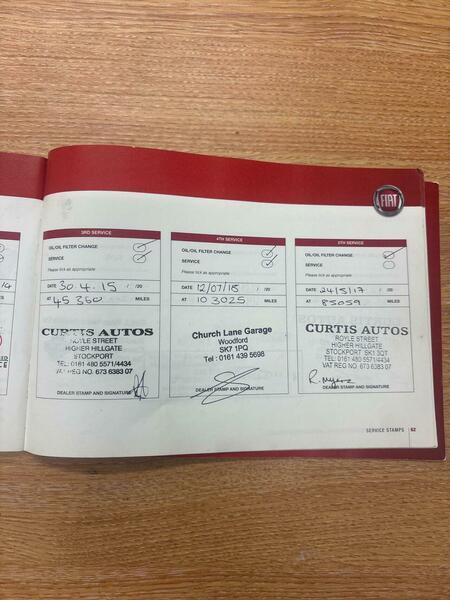 FIAT
3RD SERVICE
OIL/OIL FILTER CHANGE
SERVICE
Please tick as appropriate
DATE 30.4.15 / /20
AT 45360 MILES
CURTIS AUTOS
ROYLE STREET
HIGHER HILLGATE
STOCKPORT
TEL: 0161 480 5571/4434
VAT REG NO. 673 6383 07
DEALER STAMP AND SIGNATURE
4TH SERVICE
OIL/OIL FILTER CHANGE
SERVICE
Please tick as appropriate
DATE 12/07/15 / /20
AT 103025 MILES
Church Lane Garage
Woodford
SK7 1PQ
Tel : 0161 439 5698
DEALER STAMP AND SIGNATURE
5TH SERVICE
OIL/OIL FILTER CHANGE
SERVICE
Please tick as appropriate
DATE 24/5/17 / /20
AT 85059 MILES
CURTIS AUTOS
ROYLE STREET
HIGHER HILLGATE
STOCKPORT SK1 3QT
TEL: 0161 480 5571/4434
VAT REG NO. 673 6383 07
R. Myers
DEALER STAMP AND SIGNATURE
SERVICE STAMPS 62